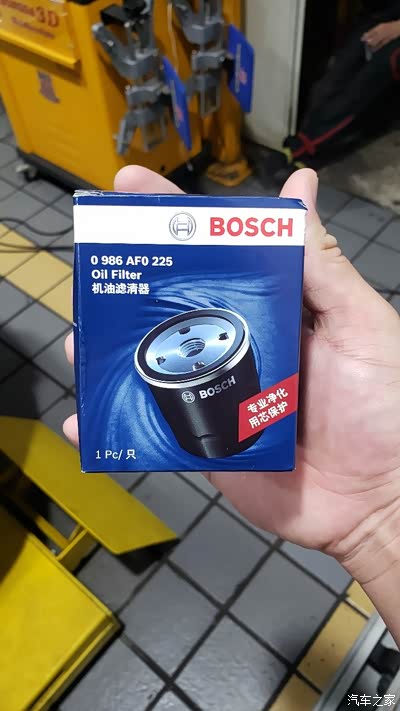 3D
BOSCH
0 986 AF0 225
Oil Filter
机油滤清器
BOSCH
专业净化
用芯保护
1 Pc/ 只
汽车之家